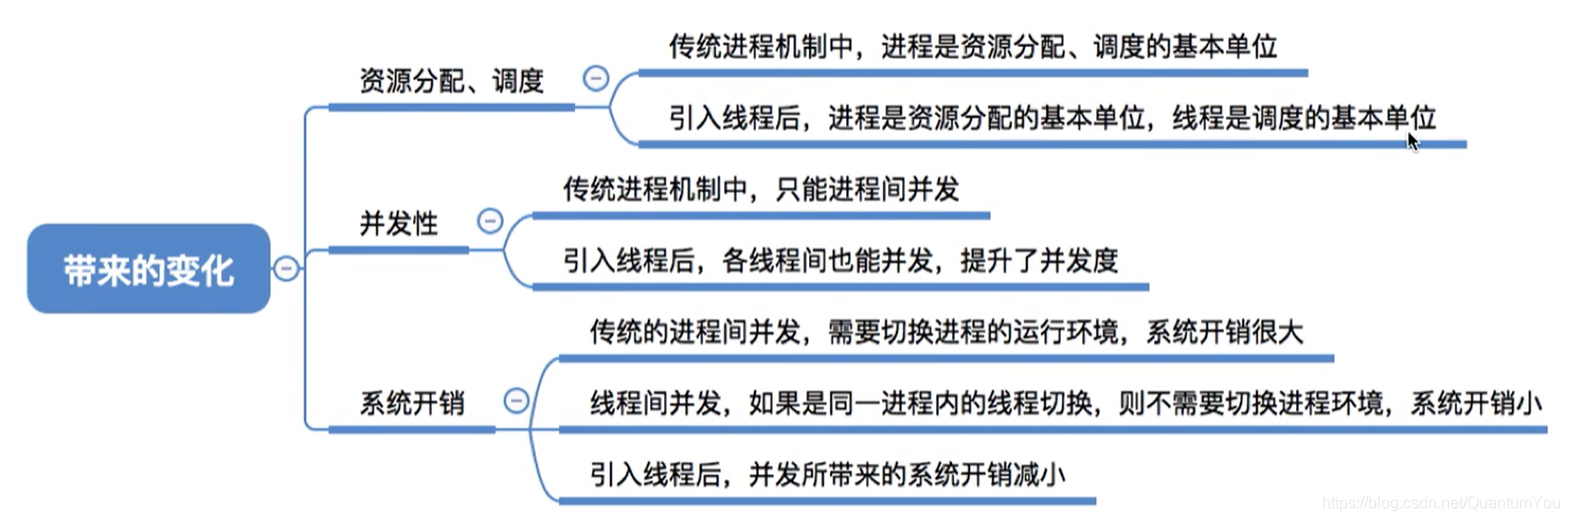 带来的变化
资源分配、调度
传统进程机制中，进程是资源分配、调度的基本单位
引入线程后，进程是资源分配的基本单位，线程是调度的基本单位
并发性
传统进程机制中，只能进程间并发
引入线程后，各线程间也能并发，提升了并发度
系统开销
传统的进程间并发，需要切换进程的运行环境，系统开销很大
线程间并发，如果是同一进程内的线程切换，则不需要切换进程环境，系统开销小
引入线程后，并发所带来的系统开销减小
https://blog.csdn.net/QuantumYou